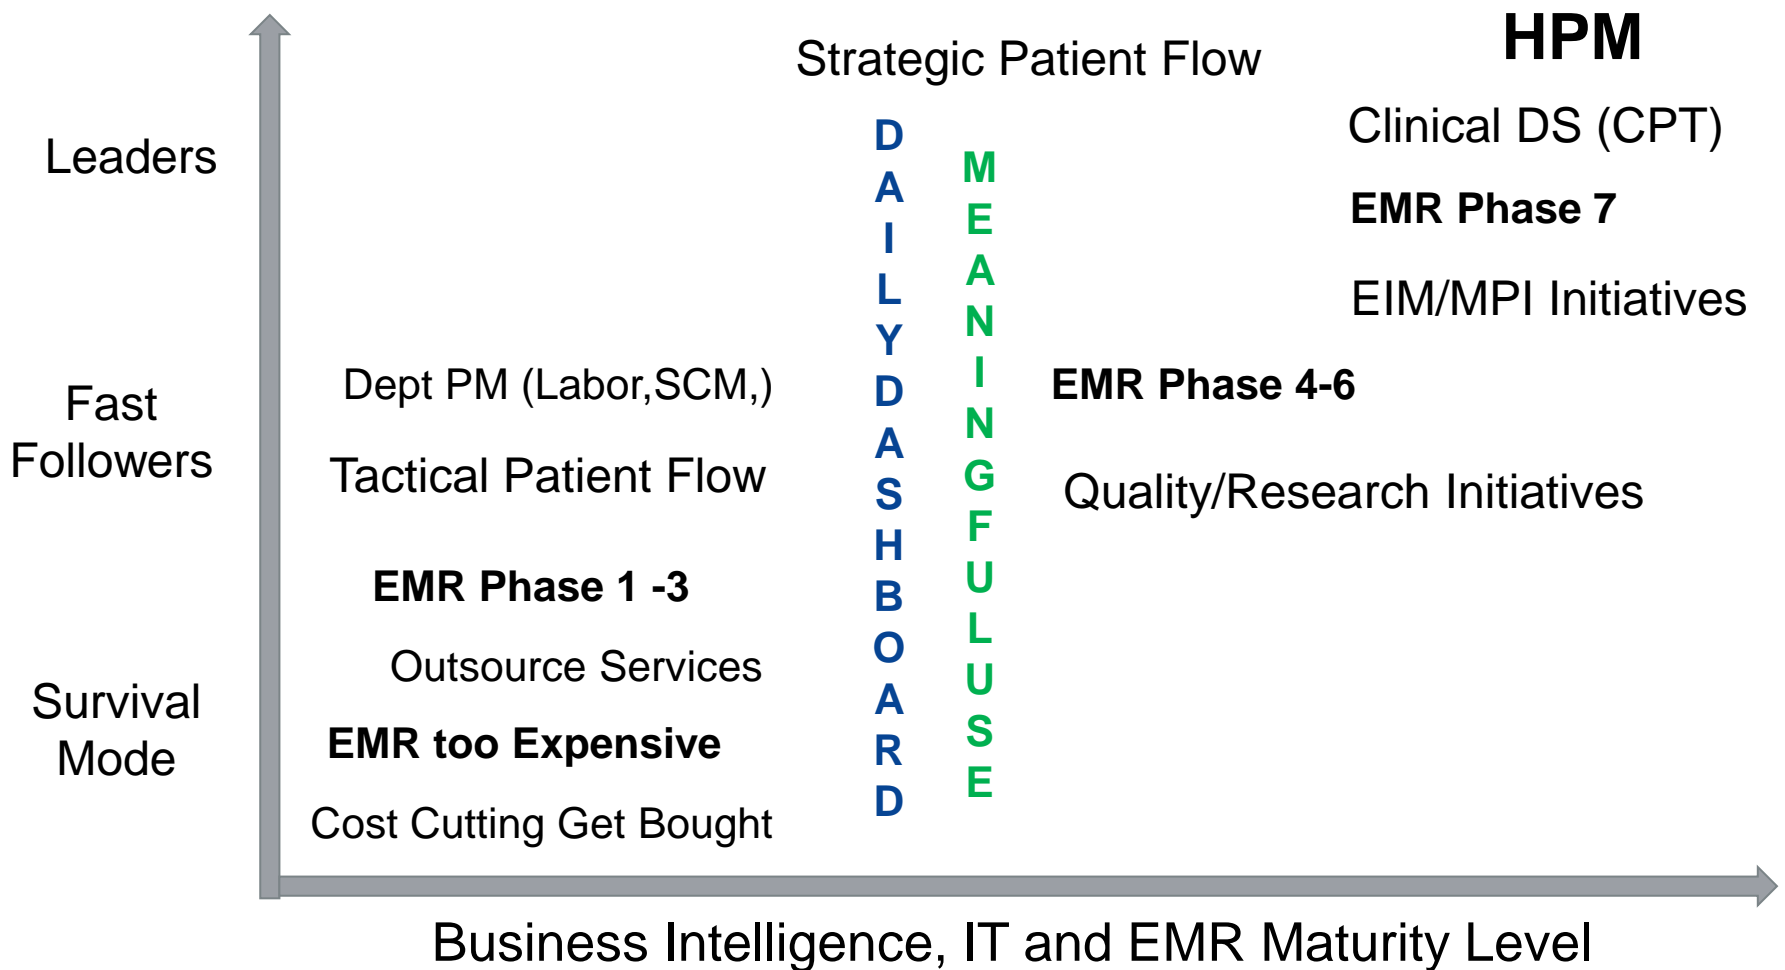 HPM
Strategic Patient Flow
Clinical DS (CPT)
Leaders
EMR Phase 7
EIM/MPI Initiatives
DAILYDASHBOARD
MEANINGFULUSE
Fast
Followers
Dept PM (Labor,SCM,)
EMR Phase 4-6
Tactical Patient Flow
Quality/Research Initiatives
EMR Phase 1 -3
Outsource Services
Survival
Mode
EMR too Expensive
Cost Cutting Get Bought
Business Intelligence, IT and EMR Maturity Level